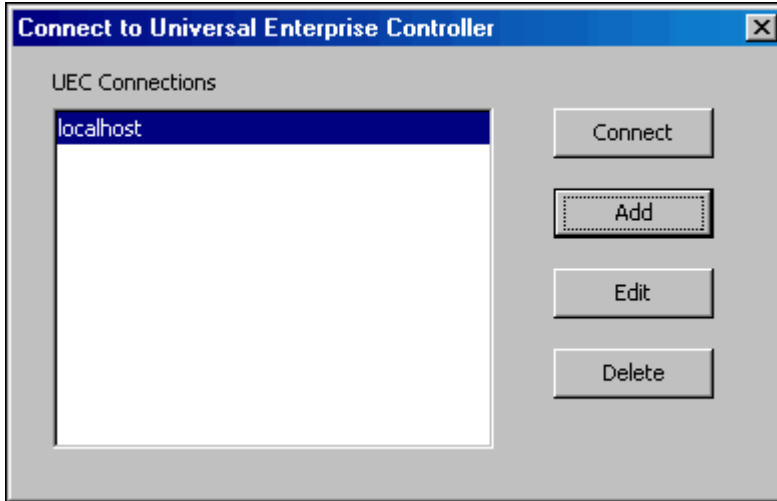 Connect to Universal Enterprise Controller
UEC Connections
localhost
Connect
Add
Edit
Delete